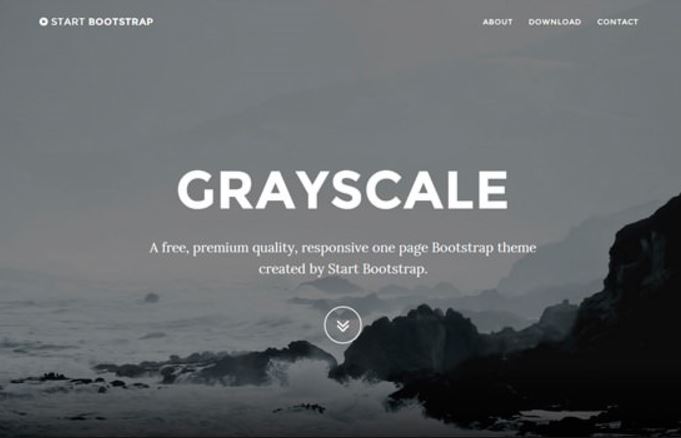 START BOOTSTRAP
ABOUT DOWNLOAD CONTACT
GRAYSCALE
A free, premium quality, responsive one page Bootstrap theme
created by Start Bootstrap.